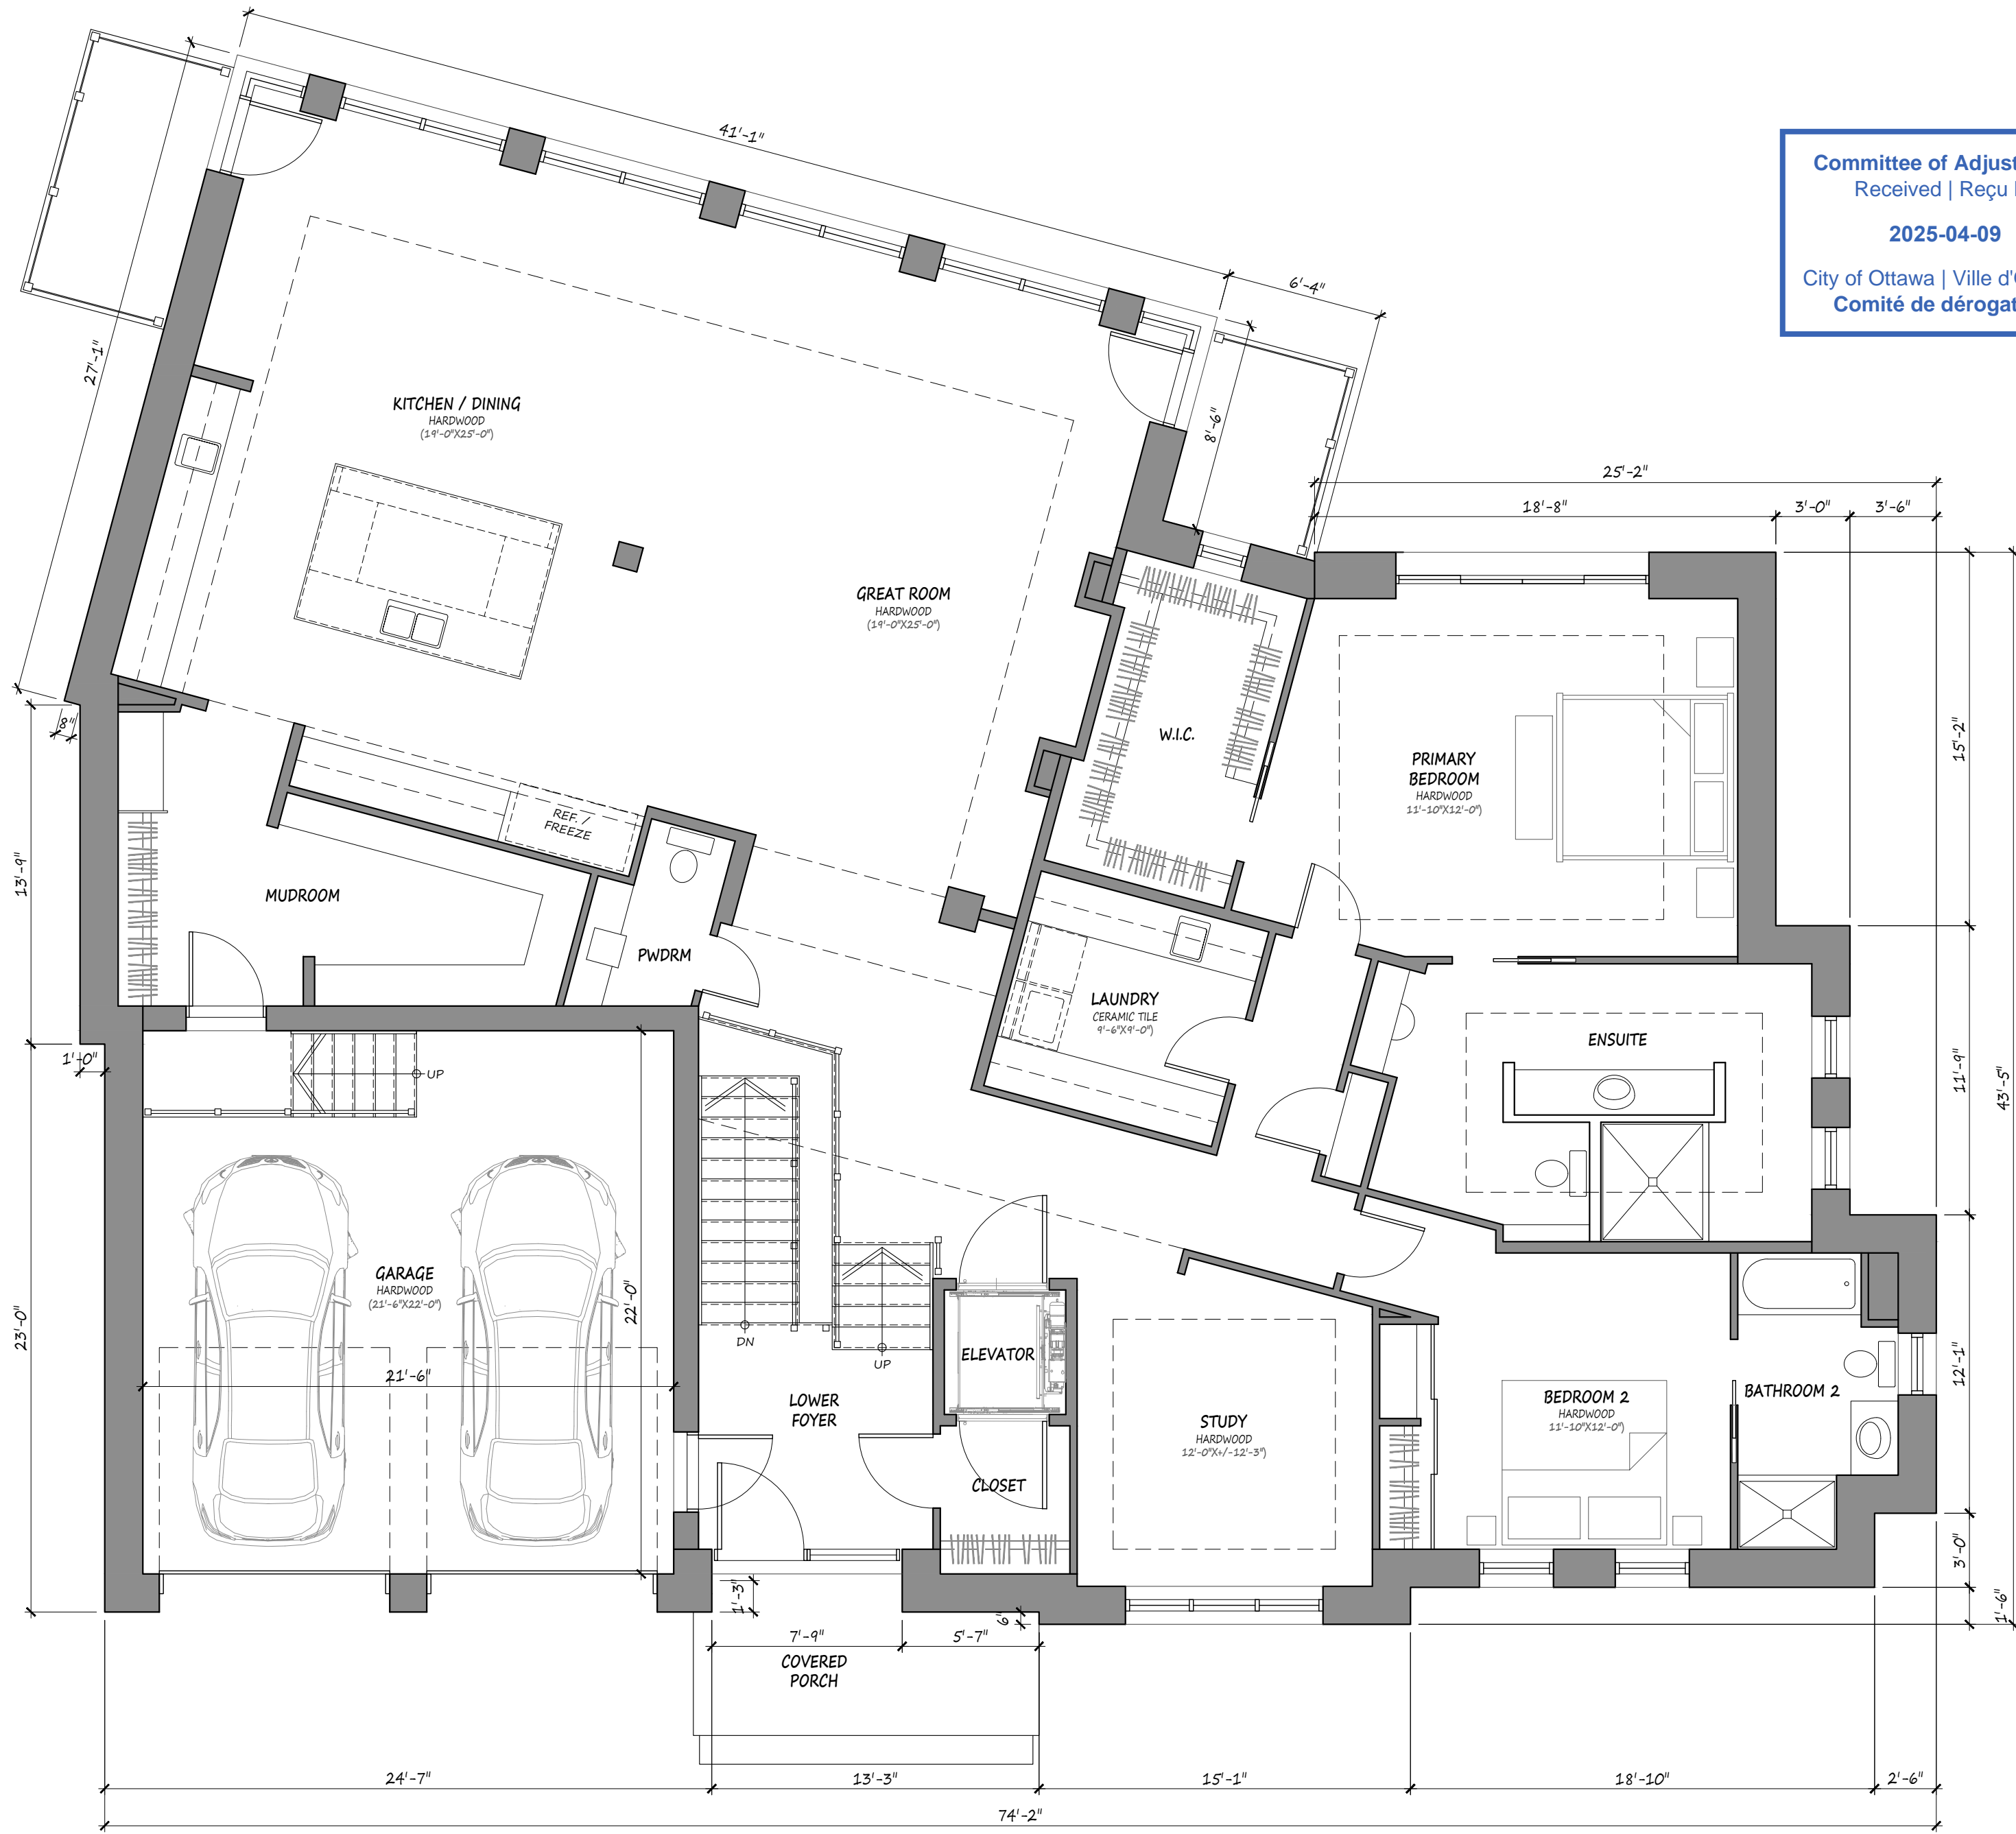 41'-1"
Committee of Adjust
Received | Reçu
2025-04-09
City of Ottawa | Ville d'
Comité de dérogat
6'-4"
27'-1"
8'-6"
KITCHEN / DINING
HARDWOOD
(19'-0"X25'-0")
25'-2"
18'-8"
3'-0"
3'-6"
GREAT ROOM
HARDWOOD
(19'-0"X25'-0")
8"
W.I.C.
15'-2"
PRIMARY
BEDROOM
HARDWOOD
11'-10"X12'-0")
REF. /
FREEZE
13'-9"
MUDROOM
PWDRM
LAUNDRY
CERAMIC TILE
9'-6"X9'-0")
ENSUITE
11'-9"
43'-5"
1'-0"
UP
GARAGE
HARDWOOD
(21'-6"X22'-0")
22'-0"
23'-0"
21'-6"
DN
UP
ELEVATOR
LOWER
FOYER
CLOSET
STUDY
HARDWOOD
12'-0"X+/-12'-3")
BEDROOM 2
HARDWOOD
11'-10"X12'-0")
BATHROOM 2
12'-1"
3'-0"
1'-6"
1'-3"
6"
7'-9"
5'-7"
COVERED
PORCH
24'-7"
13'-3"
15'-1"
18'-10"
2'-6"
74'-2"